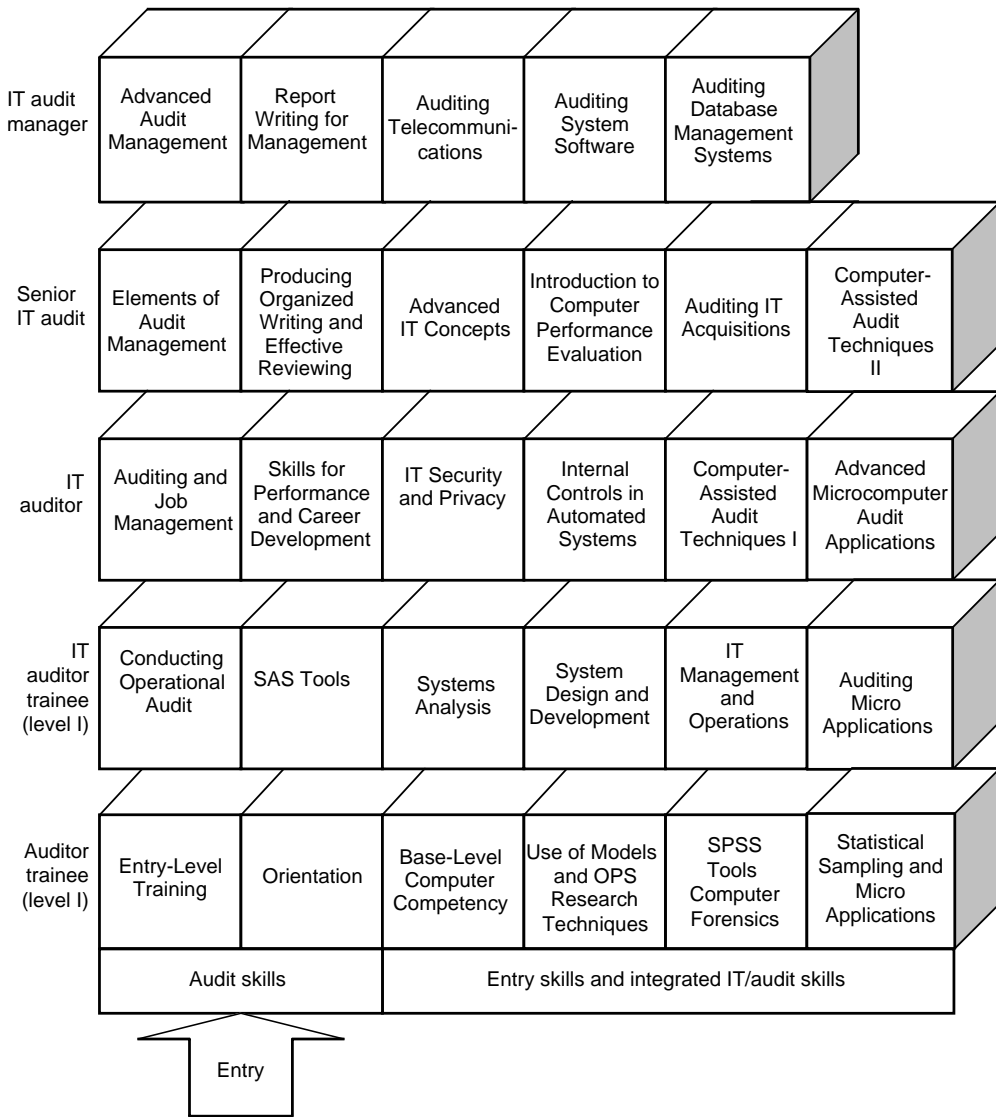 IT audit
manager
Advanced
Audit
Management
Report
Writing for
Management
Auditing
Telecommuni-
cations
Auditing
System
Software
Auditing
Database
Management
Systems
Senior
IT audit
Elements of
Audit
Management
Producing
Organized
Writing and
Effective
Reviewing
Advanced
IT Concepts
Introduction to
Computer
Performance
Evaluation
Auditing IT
Acquisitions
Computer-
Assisted
Audit
Techniques
II
IT
auditor
Auditing and
Job
Management
Skills for
Performance
and Career
Development
IT Security
and Privacy
Internal
Controls in
Automated
Systems
Computer-
Assisted
Audit
Techniques I
Advanced
Microcomputer
Audit
Applications
IT
auditor
trainee
(level I)
Conducting
Operational
Audit
SAS Tools
Systems
Analysis
System
Design and
Development
IT
Management
and
Operations
Auditing
Micro
Applications
Auditor
trainee
(level I)
Entry-Level
Training
Orientation
Base-Level
Computer
Competency
Use of Models
and OPS
Research
Techniques
SPSS
Tools
Computer
Forensics
Statistical
Sampling and
Micro
Applications
Audit skills
Entry skills and integrated IT/audit skills
Entry